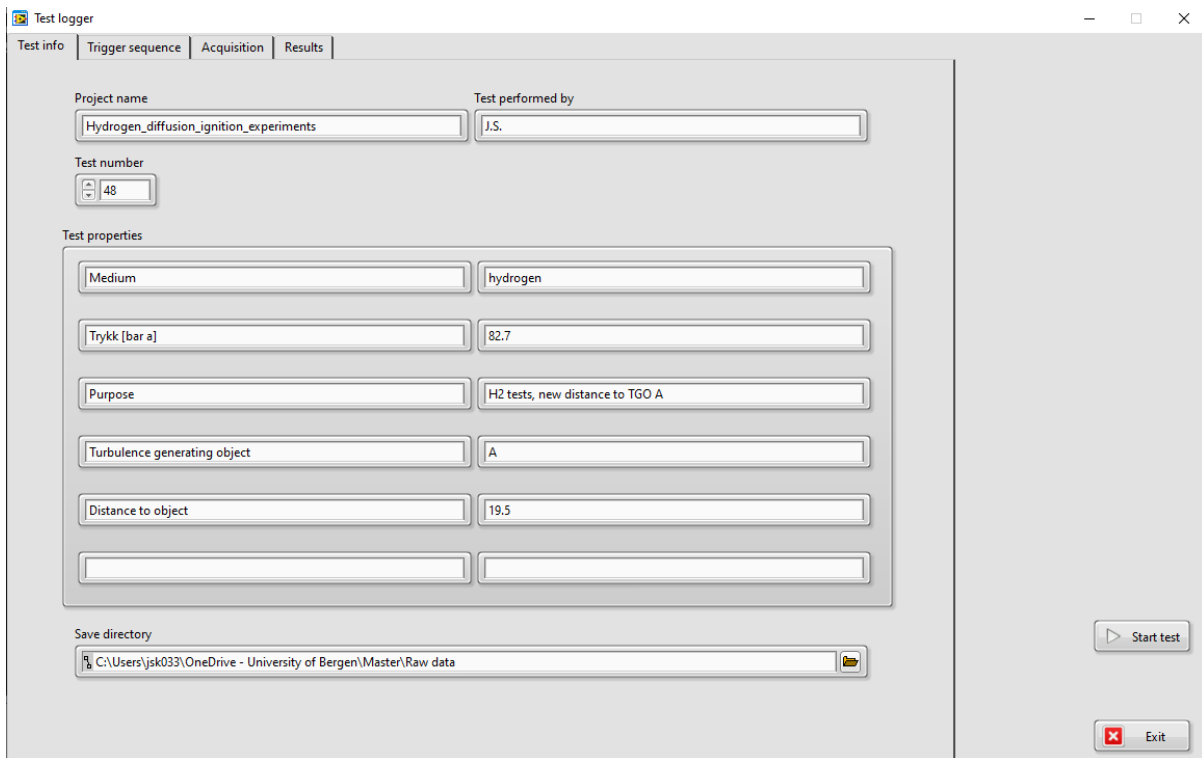 Test logger
Test info
Trigger sequence
Acquisition
Results
Project name
Test performed by
Hydrogen_diffusion_ignition_experiments
J.S.
Test number
48
Test properties
Medium
hydrogen
Trykk [bar a]
82.7
Purpose
H2 tests, new distance to TGO A
Turbulence generating object
A
Distance to object
19.5
Save directory
C:\Users\jsk033\OneDrive - University of Bergen\Master\Raw data
Start test
Exit